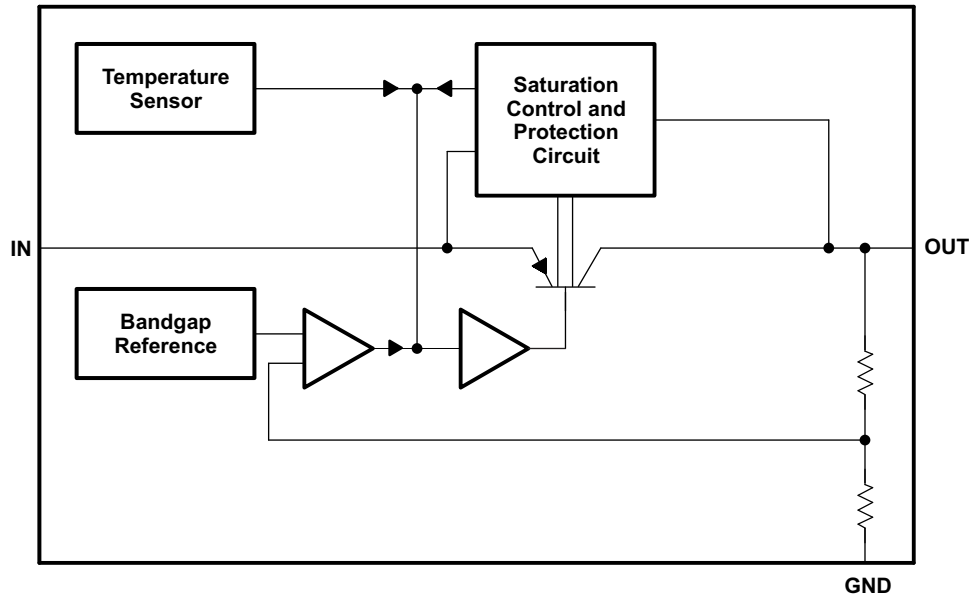 Temperature
Sensor
Saturation
Control and
Protection
Circuit
IN
OUT
Bandgap
Reference
GND